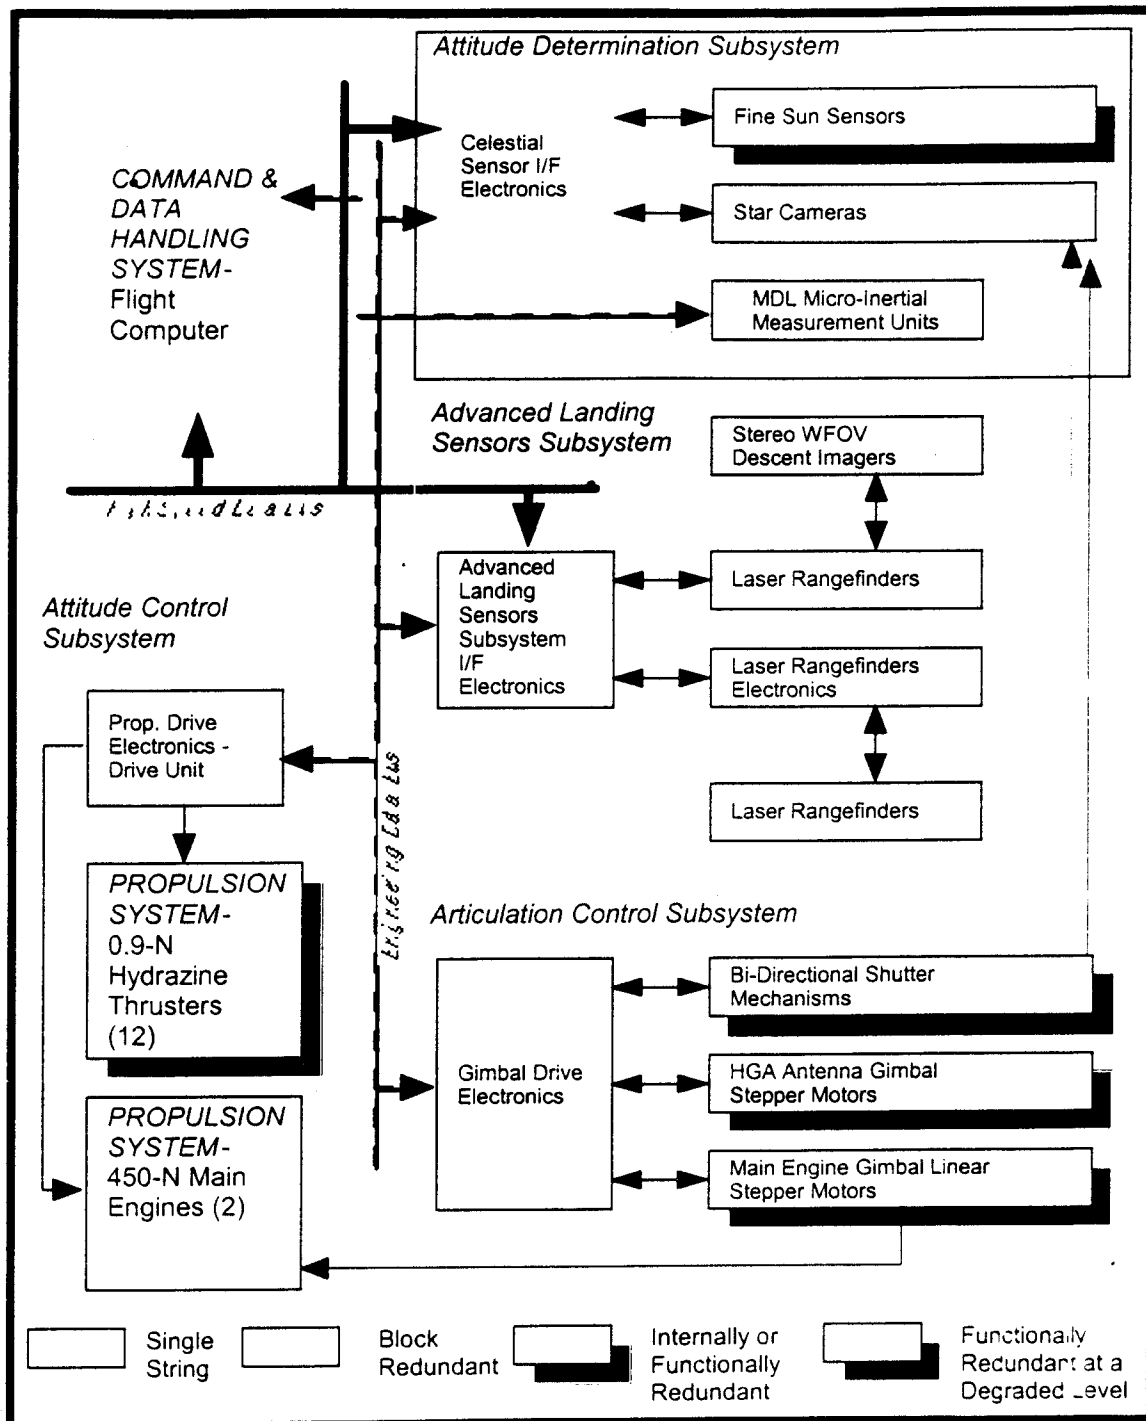 Attitude Determination Subsystem
Fine Sun Sensors
Celestial
Sensor I/F
Electronics
COMMAND &
DATA
HANDLING
SYSTEM-
Flight
Computer
Star Cameras
MDL Micro-Inertial
Measurement Units
Advanced Landing
Sensors Subsystem
Stereo WFOV
Descent Imagers
Advanced
Landing
Sensors
Subsystem
I/F
Electronics
Laser Rangefinders
Laser Rangefinders
Electronics
Laser Rangefinders
Attitude Control
Subsystem
Prop. Drive
Electronics -
Drive Unit
PROPULSION
SYSTEM-
0.9-N
Hydrazine
Thrusters
(12)
PROPULSION
SYSTEM-
450-N Main
Engines (2)
Articulation Control Subsystem
Gimbal Drive
Electronics
Bi-Directional Shutter
Mechanisms
HGA Antenna Gimbal
Stepper Motors
Main Engine Gimbal Linear
Stepper Motors
Single
String
Block
Redundant
Internally or
Functionally
Redundant
Functionally
Redundant at a
Degraded Level